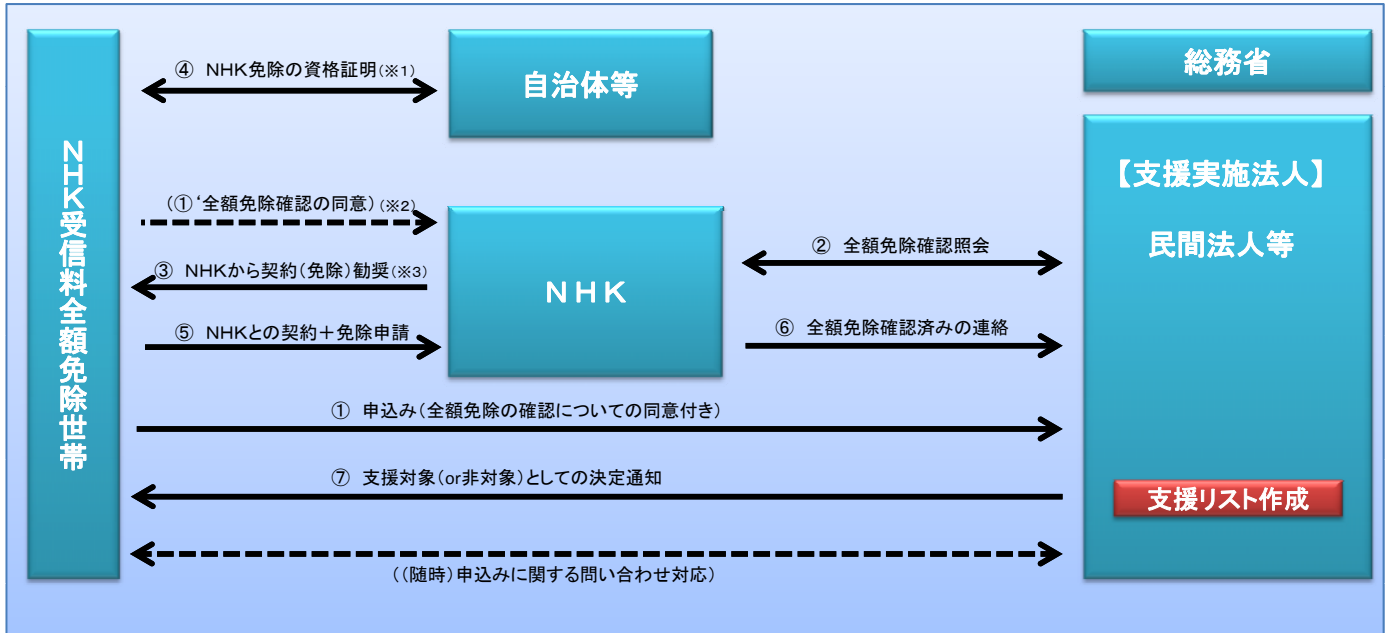 ④ NHK免除の資格証明(※1)
自治体等
総務省
NHK受信料全額免除世帯
【支援実施法人】
民間法人等
(①‘全額免除確認の同意)(※2)
② 全額免除確認照会
③ NHKから契約(免除)勧奨(※3)
NHK
⑤ NHKとの契約+免除申請
⑥ 全額免除確認済みの連絡
① 申込み(全額免除の確認についての同意付き)
⑦ 支援対象(or非対象)としての決定通知
支援リスト作成
((随時)申込みに関する問い合わせ対応)